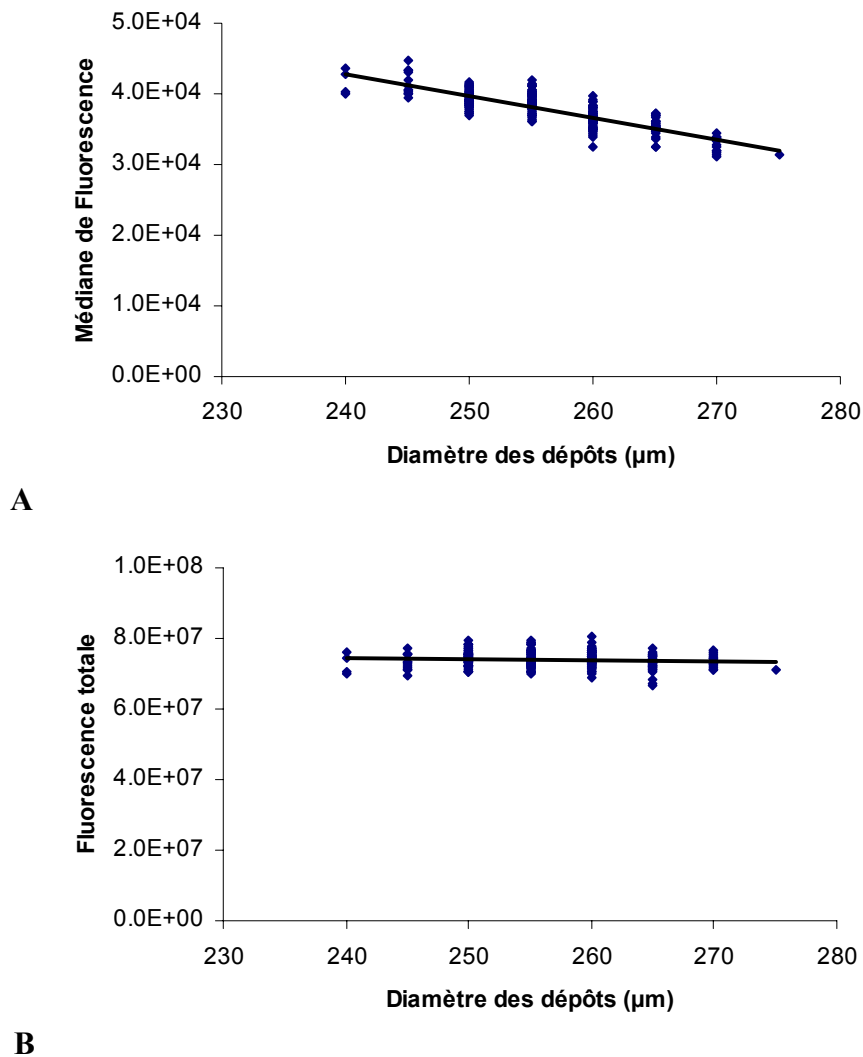 5.0E+04
4.0E+04
3.0E+04
2.0E+04
1.0E+04
0.0E+00
Médiane de Fluorescence
230 240 250 260 270 280
Diamètre des dépôts (µm)
A
1.0E+08
8.0E+07
6.0E+07
4.0E+07
2.0E+07
0.0E+00
Fluorescence totale
230 240 250 260 270 280
Diamètre des dépôts (µm)
B